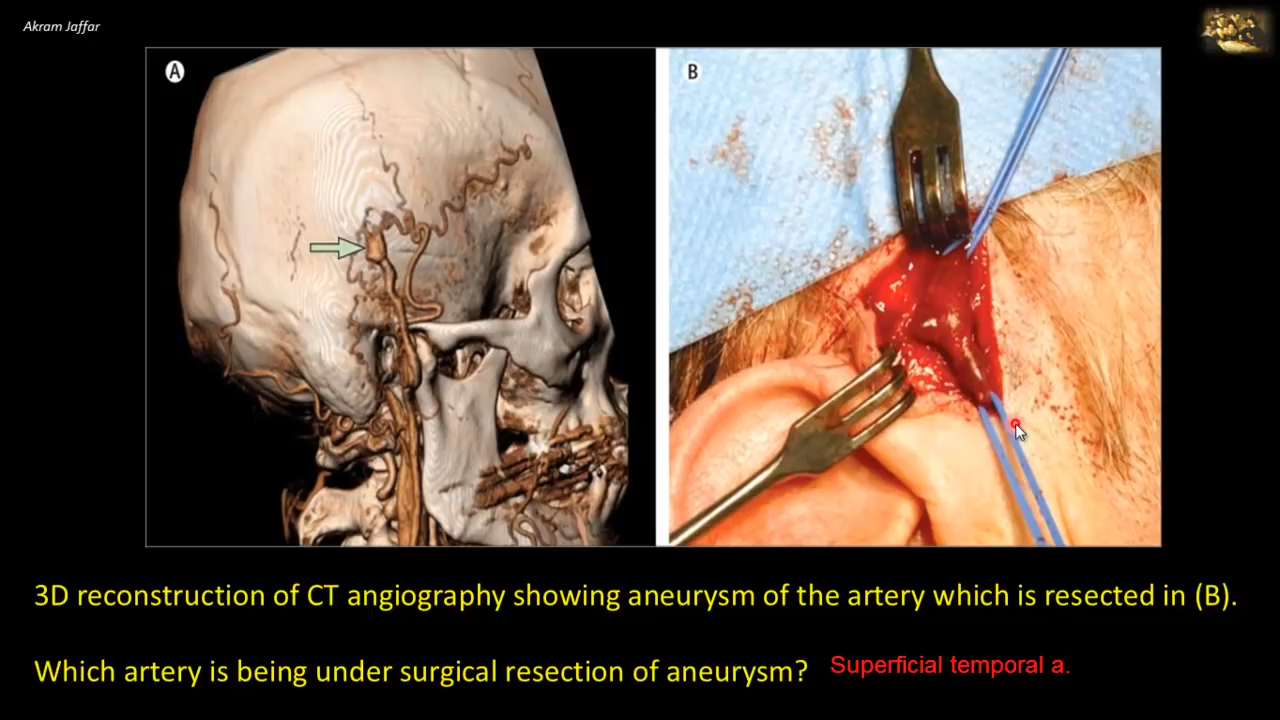 Akram Jaffar
A
B
3D reconstruction of CT angiography showing aneurysm of the artery which is resected in (B).
Which artery is being under surgical resection of aneurysm? Superficial temporal a.